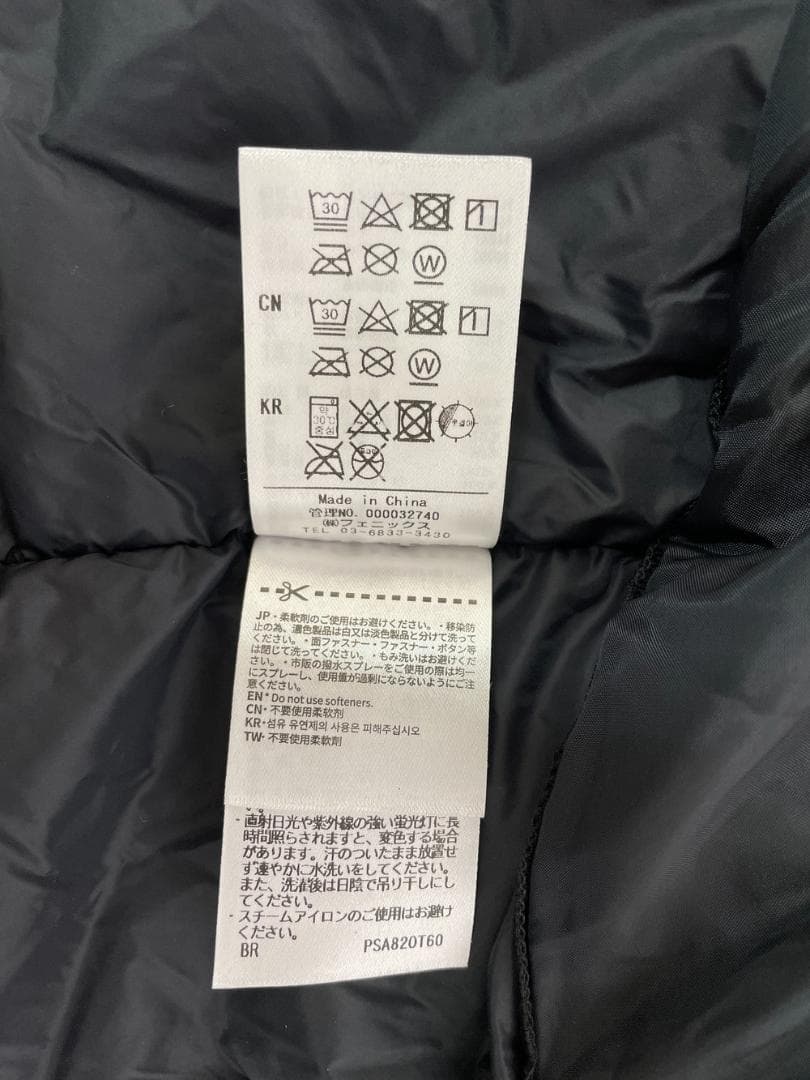 30
W
CN
30
W
KR
약
30℃
중성
Made in China
管理NO. 000032740
㈱フェニックス
TEL 03-6833-3430
JP・柔軟剤のご使用はお避けください。・移染防
止の為、濃色製品は白又は淡色製品と分けて洗って
ください。・面ファスナー・ファスナー・ボタン等
は閉じて洗ってください。・もみ洗いはお避けくだ
さい。・市販の撥水スプレーをご使用の際は均一
にスプレーし、使用量が過剰にならないようにご注
意ください。
EN・Do not use softeners.
CN・不要使用柔软剂
KR・섬유 유연제의 사용은 피해주십시오
TW・不要使用柔軟劑
・直射日光や紫外線の強い蛍光灯に長
時間照らされますと、変色する場合
があります。汗のついたまま放置せ
ず速やかに水洗いをしてください。
また、洗濯後は日陰で吊り干しにし
てください。
・スチームアイロンのご使用はお避け
ください。
BR PSA820T60